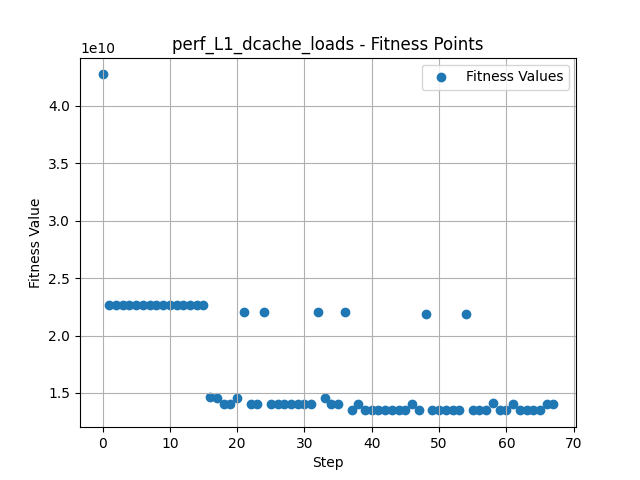 perf_L1_dcache_loads - Fitness Points
1e10
Fitness Values
4.0
3.5
3.0
2.5
2.0
1.5
Fitness Value
0 10 20 30 40 50 60 70
Step